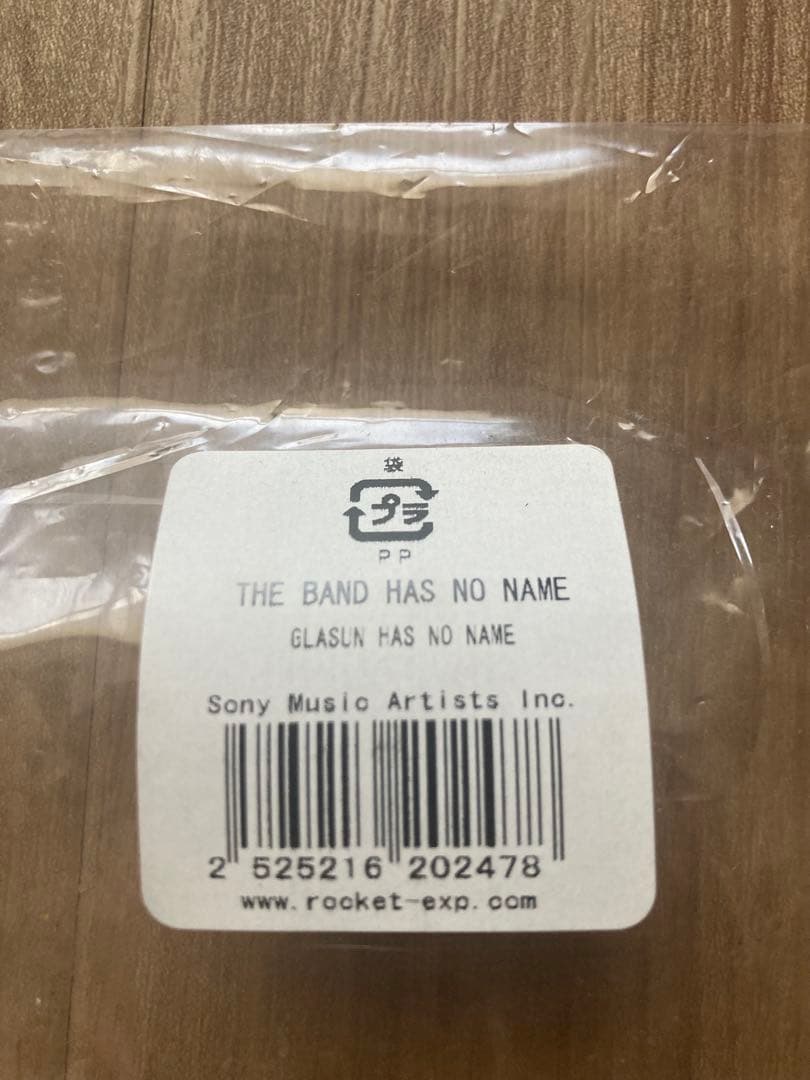 袋
プラ
PP
THE BAND HAS NO NAME
GLASUN HAS NO NAME
Sony Music Artists Inc.
2 525216 202478
www.rocket-exp.com